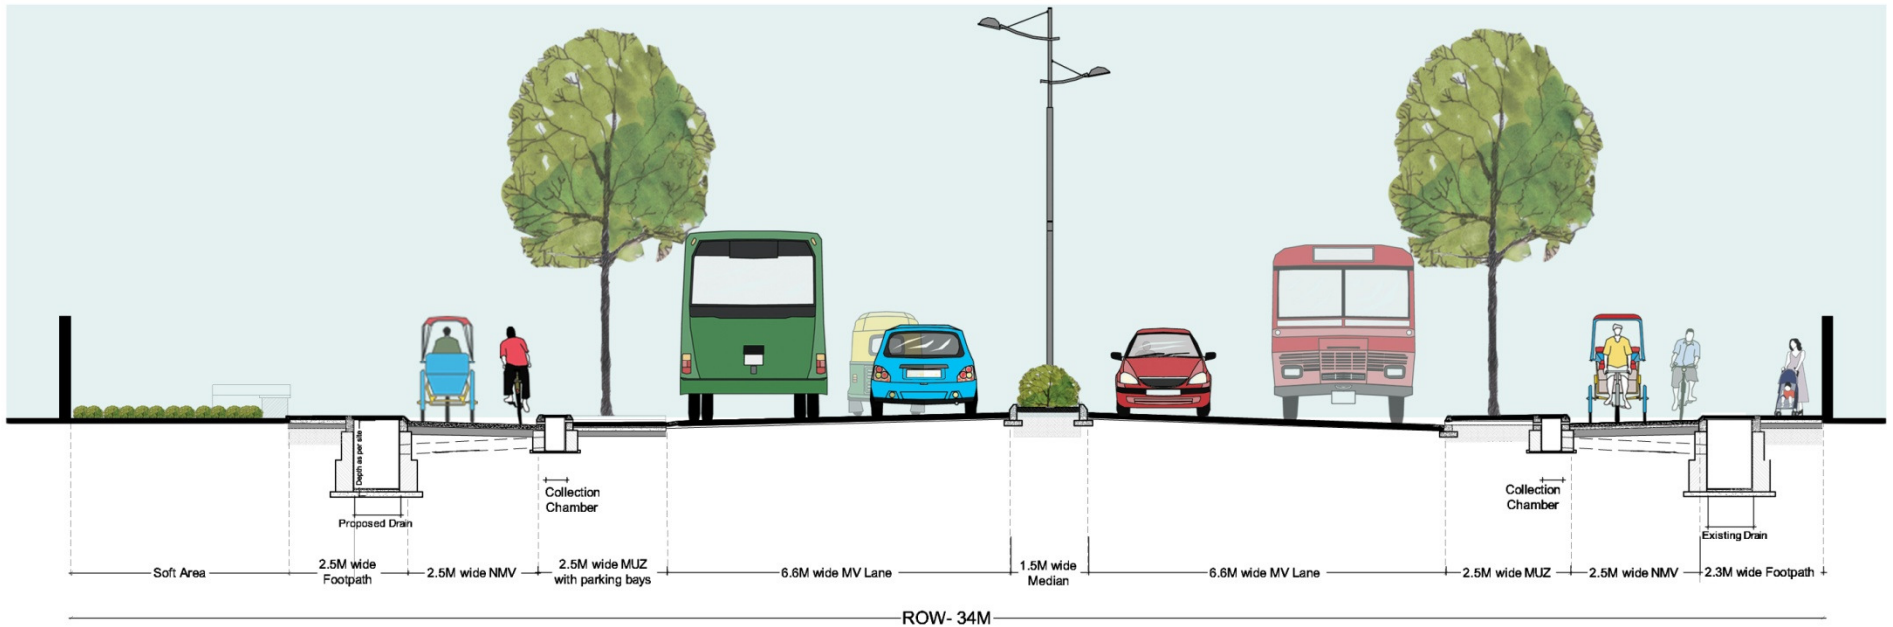 Depth as per site
Collection
Chamber
Collection
Chamber
Proposed Drain
Existing Drain
Soft Area
2.5M wide
Footpath
2.5M wide NMV
2.5M wide MUZ
with parking bays
6.6M wide MV Lane
1.5M wide
Median
6.6M wide MV Lane
2.5M wide MUZ
2.5M wide NMV
2.3M wide Footpath
ROW- 34M